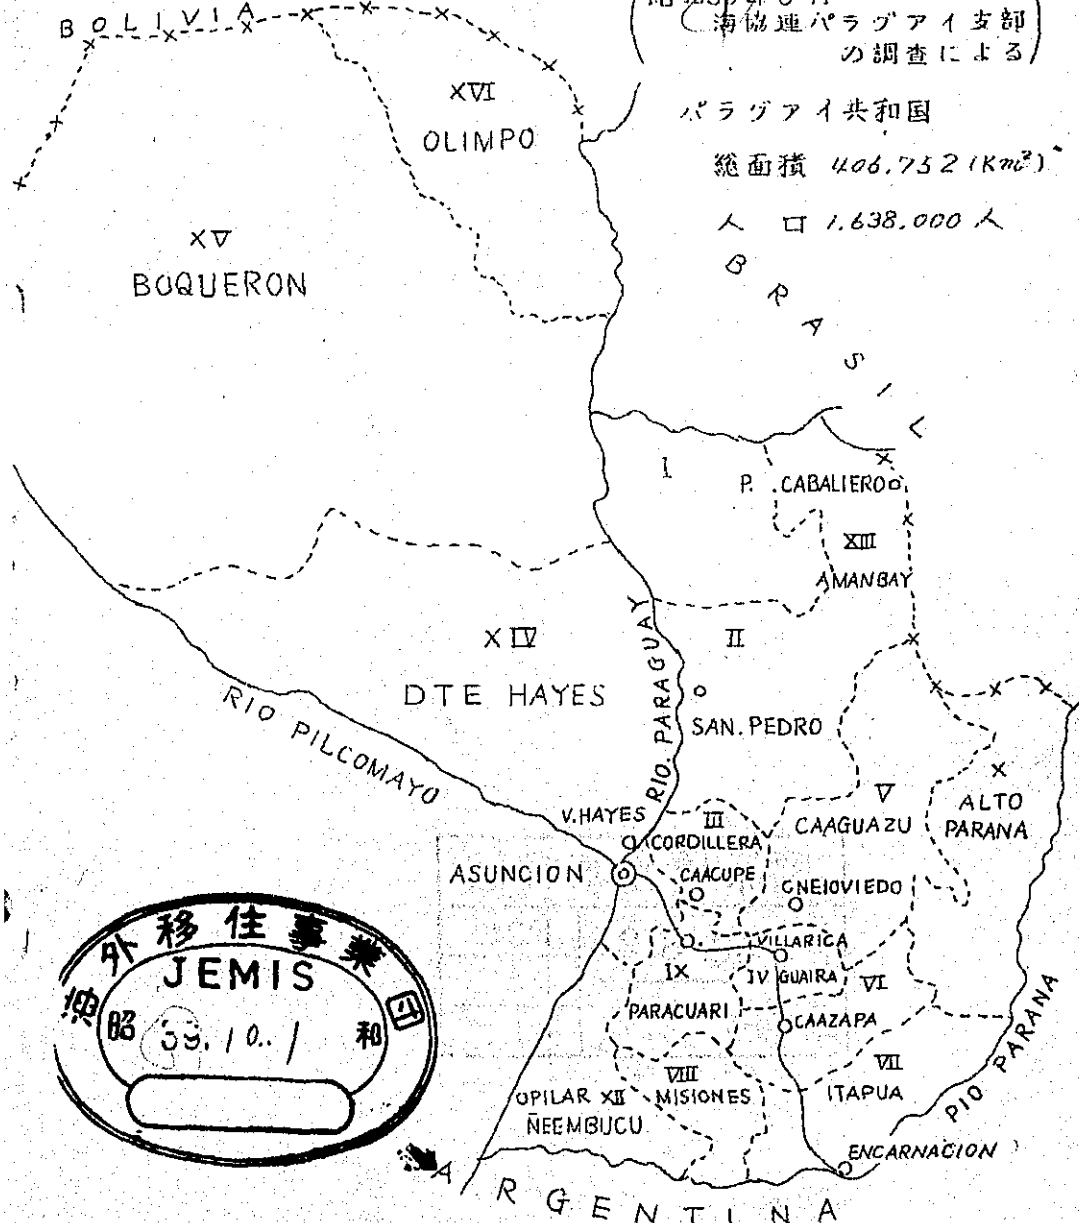 海協連パラグアイ支部
の調査による
パラグアイ共和国
総面積 406.752 (Km²)
人 口 1.638.000 人
BOLIVIA
XVI
OLIMPO
XV
BOQUERON
BRASIL
I
P. CABALIERO
XIII
AMANBAY
XIV
DTE HAYES
RIO. PARAGUAY
II
SAN. PEDRO
RIO PILCOMAYO
V
CAAGUAZU
X
ALTO
PARANA
V. HAYES
III
CORDILLERA
ASUNCION
CAACUPE
CNEIOVIEDO
VILLARICA
IX
PARACUARI
IV GUAIRA
VI
CAAZAPA
VII
ITAPUA
VIII
MISIONES
OPILAR XII
ÑEEMBUCU
PIO PARANA
ENCARNACION
ARGENTINA
海外移住事業団
JEMIS
昭 39.10.1 和